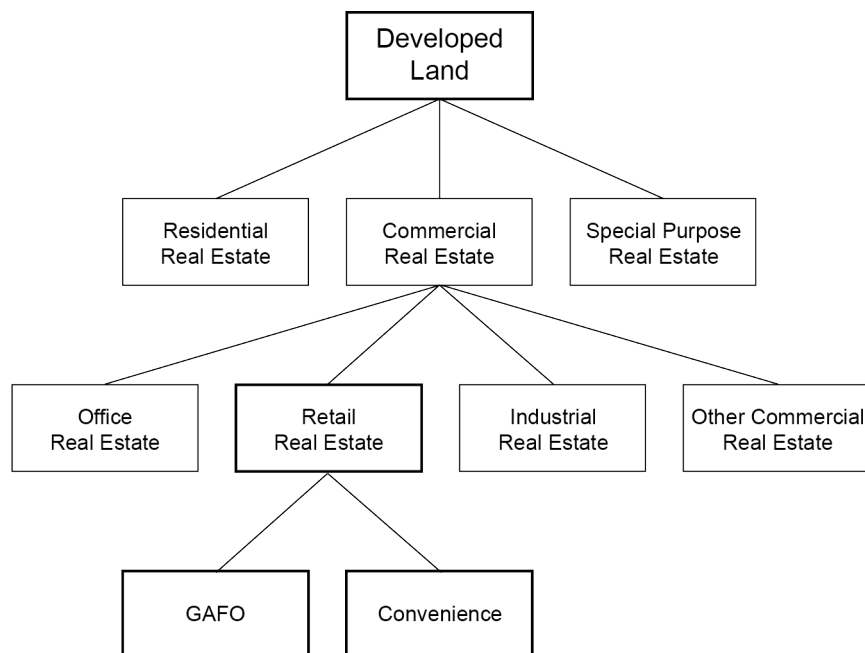 Developed
Land
Residential
Real Estate
Commercial
Real Estate
Special Purpose
Real Estate
Office
Real Estate
Retail
Real Estate
Industrial
Real Estate
Other Commercial
Real Estate
GAFO
Convenience